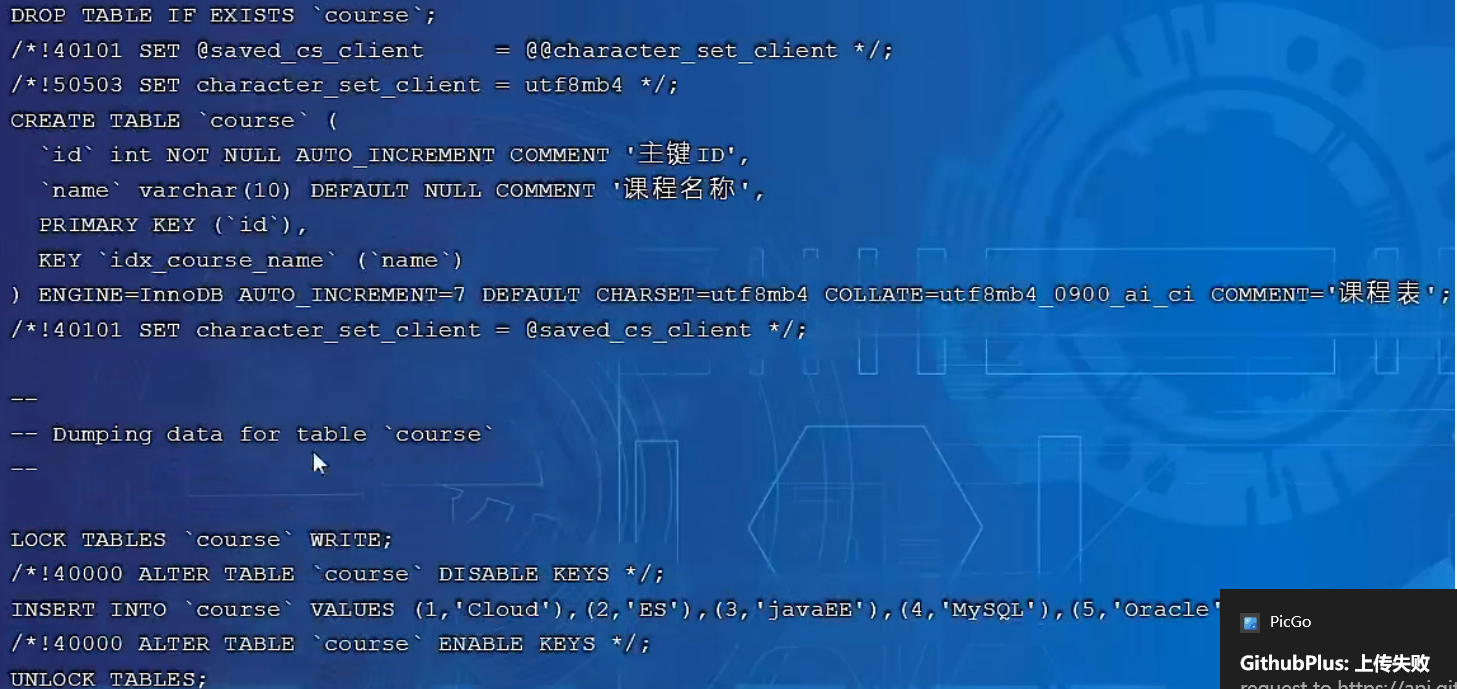 DROP TABLE IF EXISTS `course`;
/*!40101 SET @saved_cs_client     = @@character_set_client */;
/*!50503 SET character_set_client = utf8mb4 */;
CREATE TABLE `course` (
  `id` int NOT NULL AUTO_INCREMENT COMMENT '主键ID',
  `name` varchar(10) DEFAULT NULL COMMENT '课程名称',
  PRIMARY KEY (`id`),
  KEY `idx_course_name` (`name`)
) ENGINE=InnoDB AUTO_INCREMENT=7 DEFAULT CHARSET=utf8mb4 COLLATE=utf8mb4_0900_ai_ci COMMENT='课程表';
/*!40101 SET character_set_client = @saved_cs_client */;
--
-- Dumping data for table `course`
--
LOCK TABLES `course` WRITE;
/*!40000 ALTER TABLE `course` DISABLE KEYS */;
INSERT INTO `course` VALUES (1,'Cloud'),(2,'ES'),(3,'javaEE'),(4,'MySQL'),(5,'Oracle'
/*!40000 ALTER TABLE `course` ENABLE KEYS */;
UNLOCK TABLES;
PicGo
GithubPlus: 上传失败
request to https://api.git